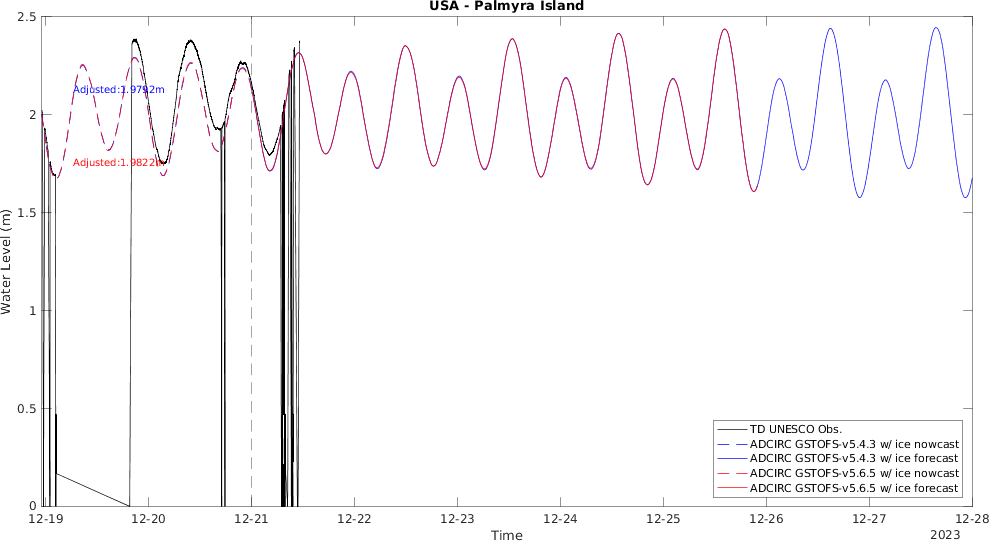 USA - Palmyra Island
2.5
2
1.5
1
0.5
0
Water Level (m)
Adjusted:1.9792m
Adjusted:1.9822m
12-19
12-20
12-21
12-22
12-23
12-24
12-25
12-26
12-27
12-28
Time
2023
TD UNESCO Obs.
ADCIRC GSTOFS-v5.4.3 w/ ice nowcast
ADCIRC GSTOFS-v5.4.3 w/ ice forecast
ADCIRC GSTOFS-v5.6.5 w/ ice nowcast
ADCIRC GSTOFS-v5.6.5 w/ ice forecast